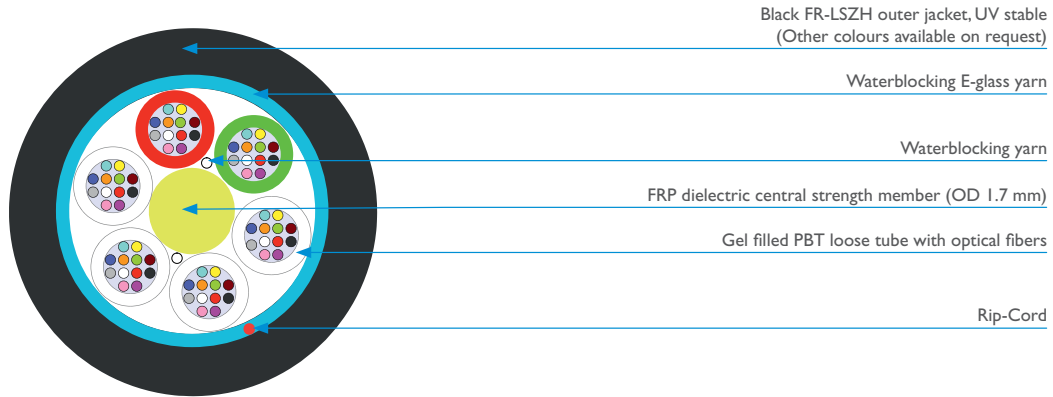 Black FR-LSZH outer jacket, UV stable
(Other colours available on request)
Waterblocking E-glass yarn
Waterblocking yarn
FRP dielectric central strength member (OD 1.7 mm)
Gel filled PBT loose tube with optical fibers
Rip-Cord